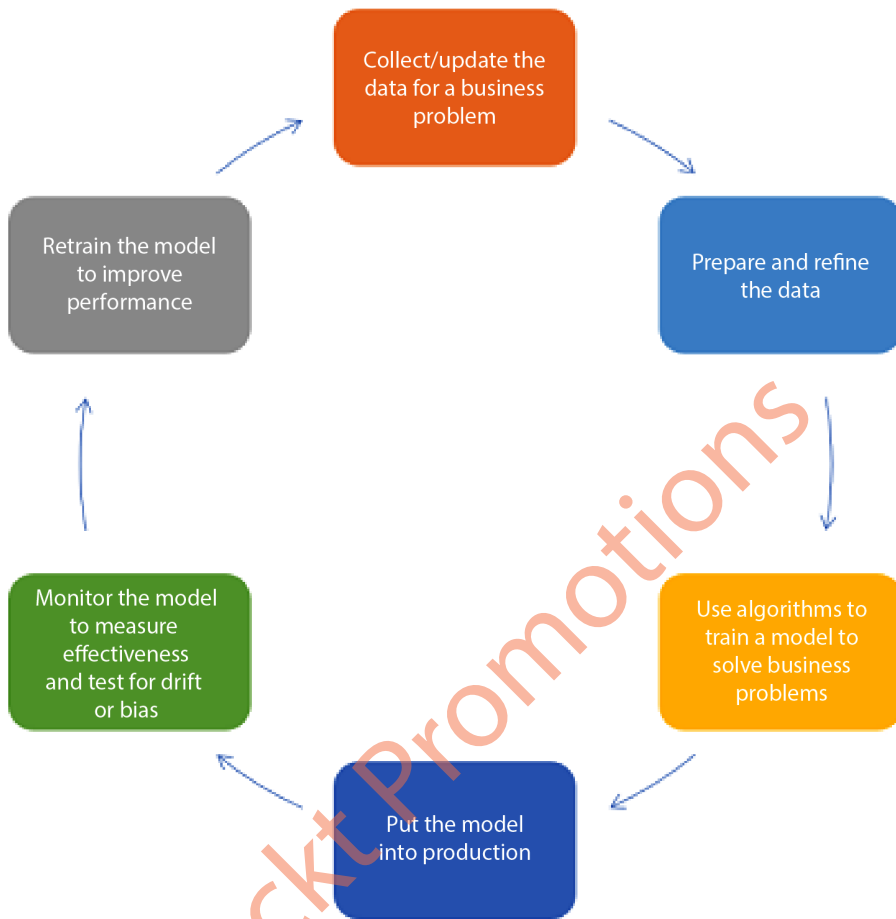 Collect/update the
data for a business
problem
Prepare and refine
the data
Use algorithms to
train a model to
solve business
problems
Put the model
into production
Monitor the model
to measure
effectiveness
and test for drift
or bias
Retrain the model
to improve
performance
Promotions